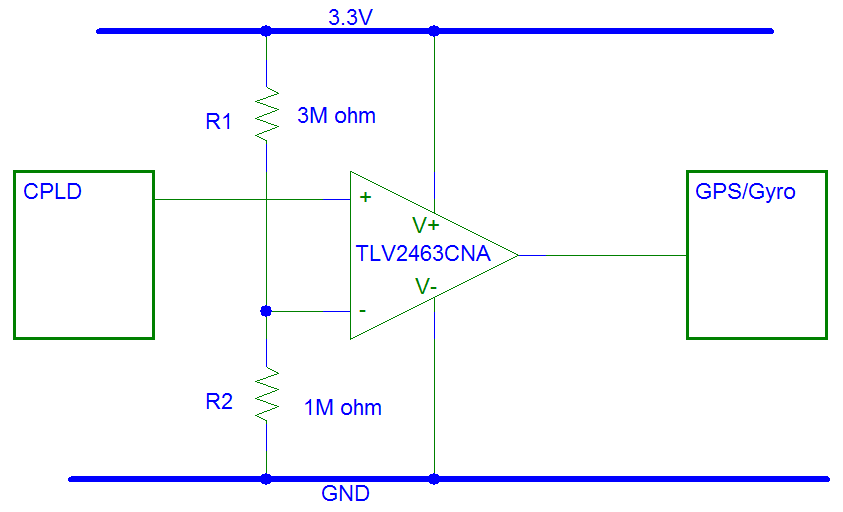 3.3V
R1
3M ohm
CPLD
+
V+
GPS/Gyro
TLV2463CNA
V-
-
R2
1M ohm
GND